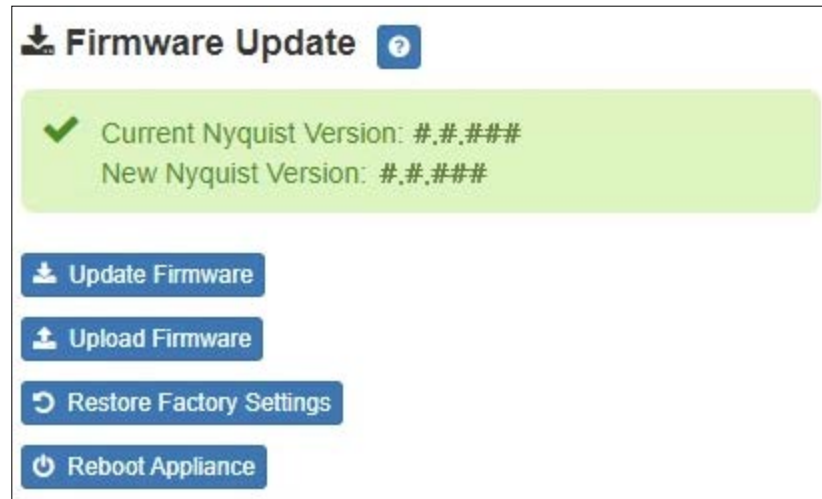 Firmware Update
Current Nyquist Version: #.#.###
New Nyquist Version: #.#.###
Update Firmware
Upload Firmware
Restore Factory Settings
Reboot Appliance